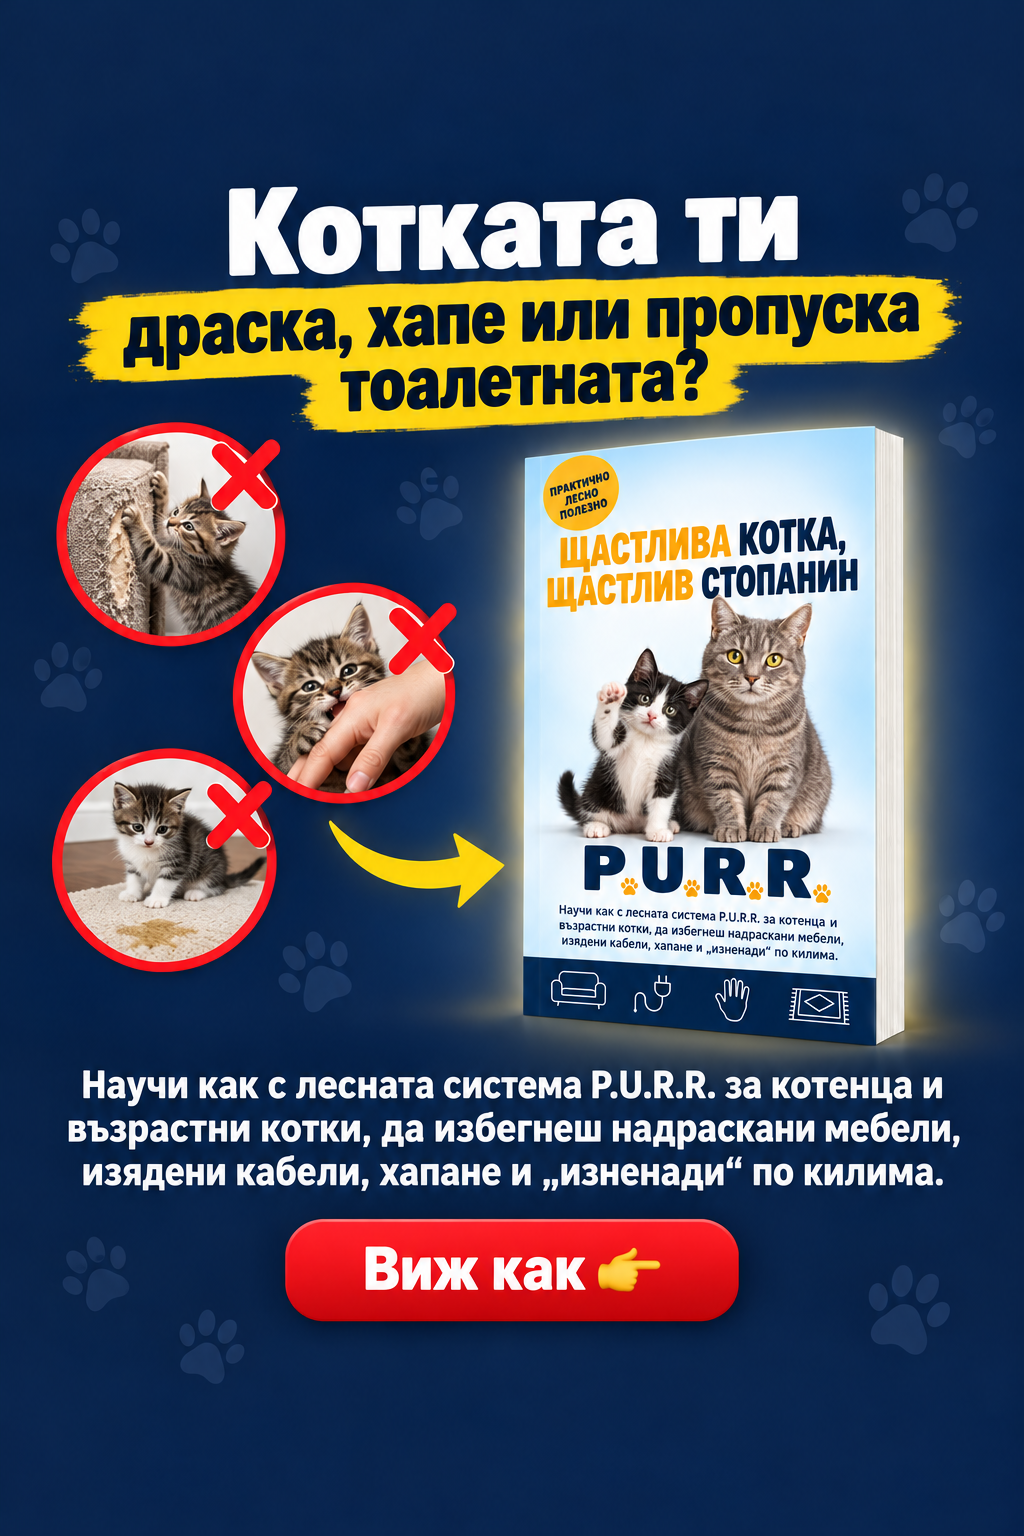 Котката ти
драска, хапе или пропуска
тоалетната?
ПРАКТИЧНО
ЛЕСНО
ПОЛЕЗНО
ЩАСТЛИВА КОТКА,
ЩАСТЛИВ СТОПАНИН
P.U.R.R.
Научи как с лесната система P.U.R.R. за котенца и
възрастни котки, да избегнеш надраскани мебели,
изядени кабели, хапане и „изненади“ по килима.
Научи как с лесната система P.U.R.R. за котенца и
възрастни котки, да избегнеш надраскани мебели,
изядени кабели, хапане и „изненади“ по килима.
Виж как 👉